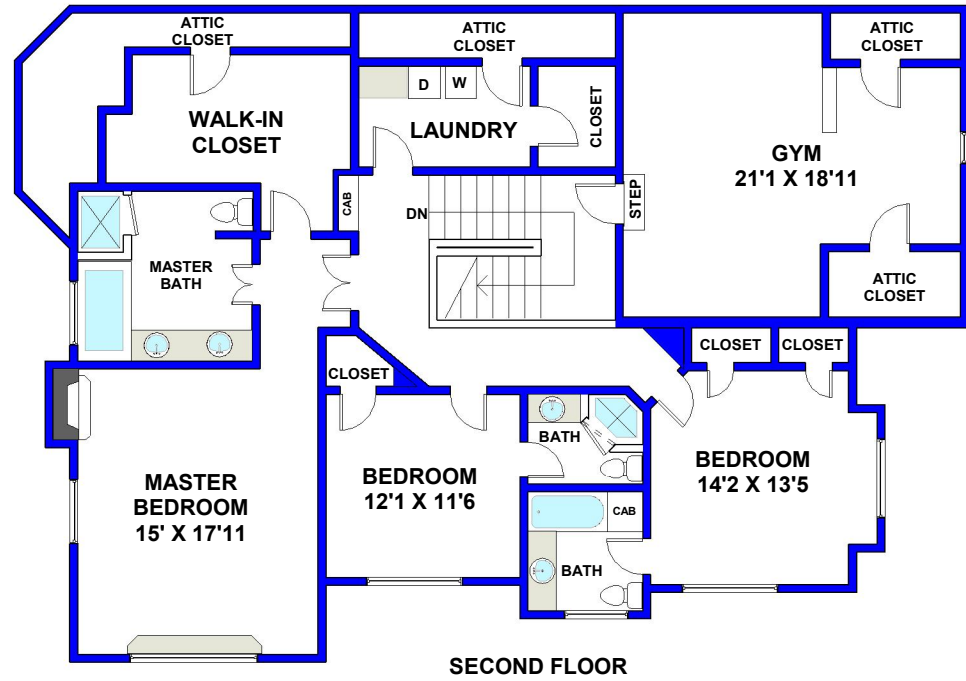 ATTIC
CLOSET
ATTIC
CLOSET
ATTIC
CLOSET
D
W
CLOSET
WALK-IN
CLOSET
LAUNDRY
GYM
21'1 X 18'11
CAB
DN
STEP
MASTER
BATH
ATTIC
CLOSET
CLOSET
CLOSET
CLOSET
BATH
BEDROOM
12'1 X 11'6
BEDROOM
14'2 X 13'5
MASTER
BEDROOM
15' X 17'11
CAB
BATH
SECOND FLOOR